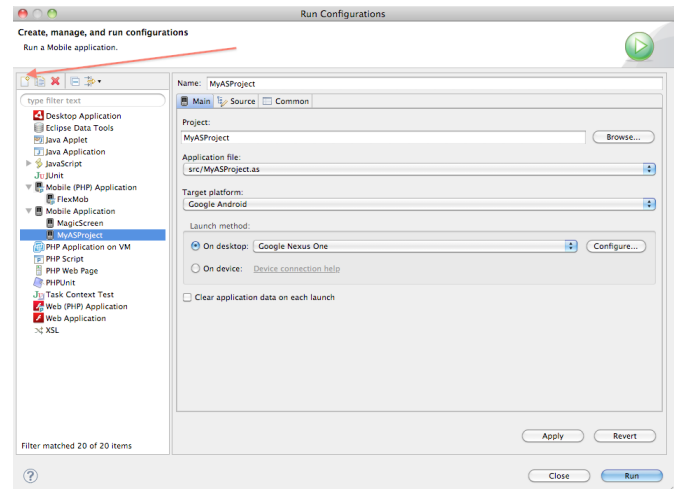 Run Configurations
Create, manage, and run configurations
Run a Mobile application.
type filter text
Desktop Application
Eclipse Data Tools
Java Applet
Java Application
JavaScript
JUnit
Mobile (PHP) Application
FlexMob
Mobile Application
MagicScreen
MyASProject
PHP Application on VM
PHP Script
PHP Web Page
PHPUnit
Task Context Test
Web (PHP) Application
Web Application
XSL
Filter matched 20 of 20 items
Name: MyASProject
Main Source Common
Project:
MyASProject Browse...
Application file:
src/MyASProject.as
Target platform:
Google Android
Launch method:
On desktop: Google Nexus One Configure...
On device: Device connection help
Clear application data on each launch
Apply Revert
? Close Run